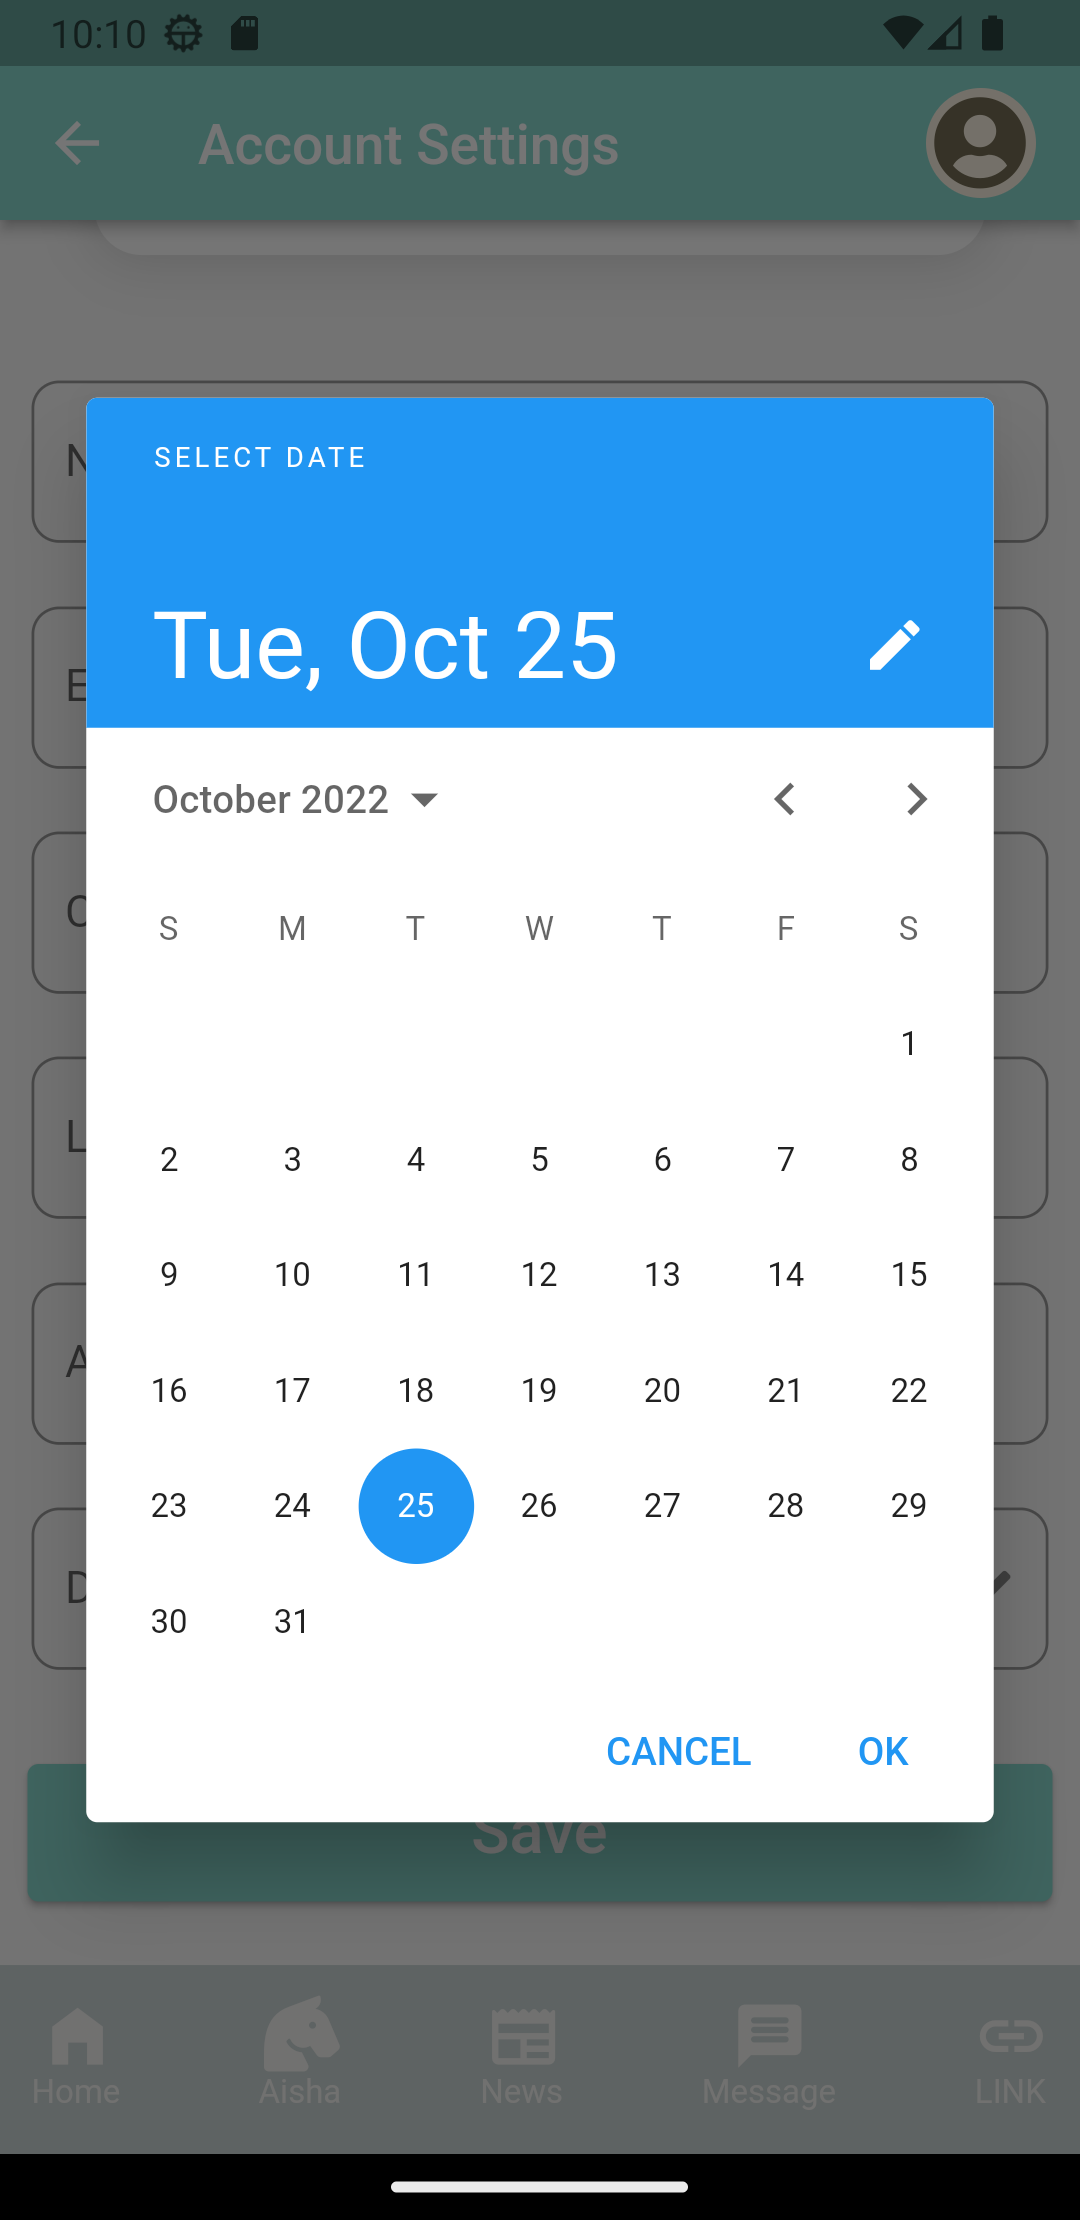 10:10
Account Settings
SELECT DATE
Tue, Oct 25
October 2022
S M T W T F S
1
2 3 4 5 6 7 8
9 10 11 12 13 14 15
16 17 18 19 20 21 22
23 24 25 26 27 28 29
30 31
CANCEL OK
Save
Home Aisha News Message LINK